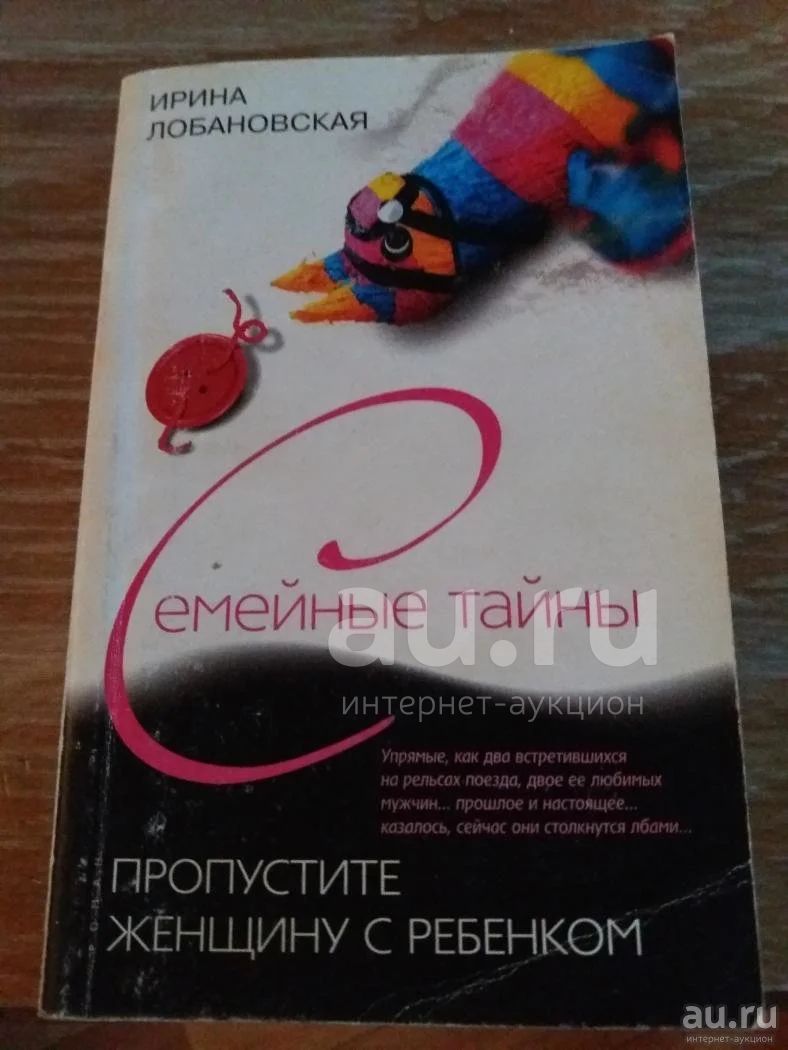 ИРИНА
ЛОБАНОВСКАЯ
Семейные тайны
au.ru
интернет-аукцион
Упрямые, как два встретившихся
на рельсах поезда, двое ее любимых
мужчин... прошлое и настоящее...
казалось, сейчас они столкнутся лбами...
ПРОПУСТИТЕ
ЖЕНЩИНУ С РЕБЕНКОМ
au.ru
интернет-аукцион